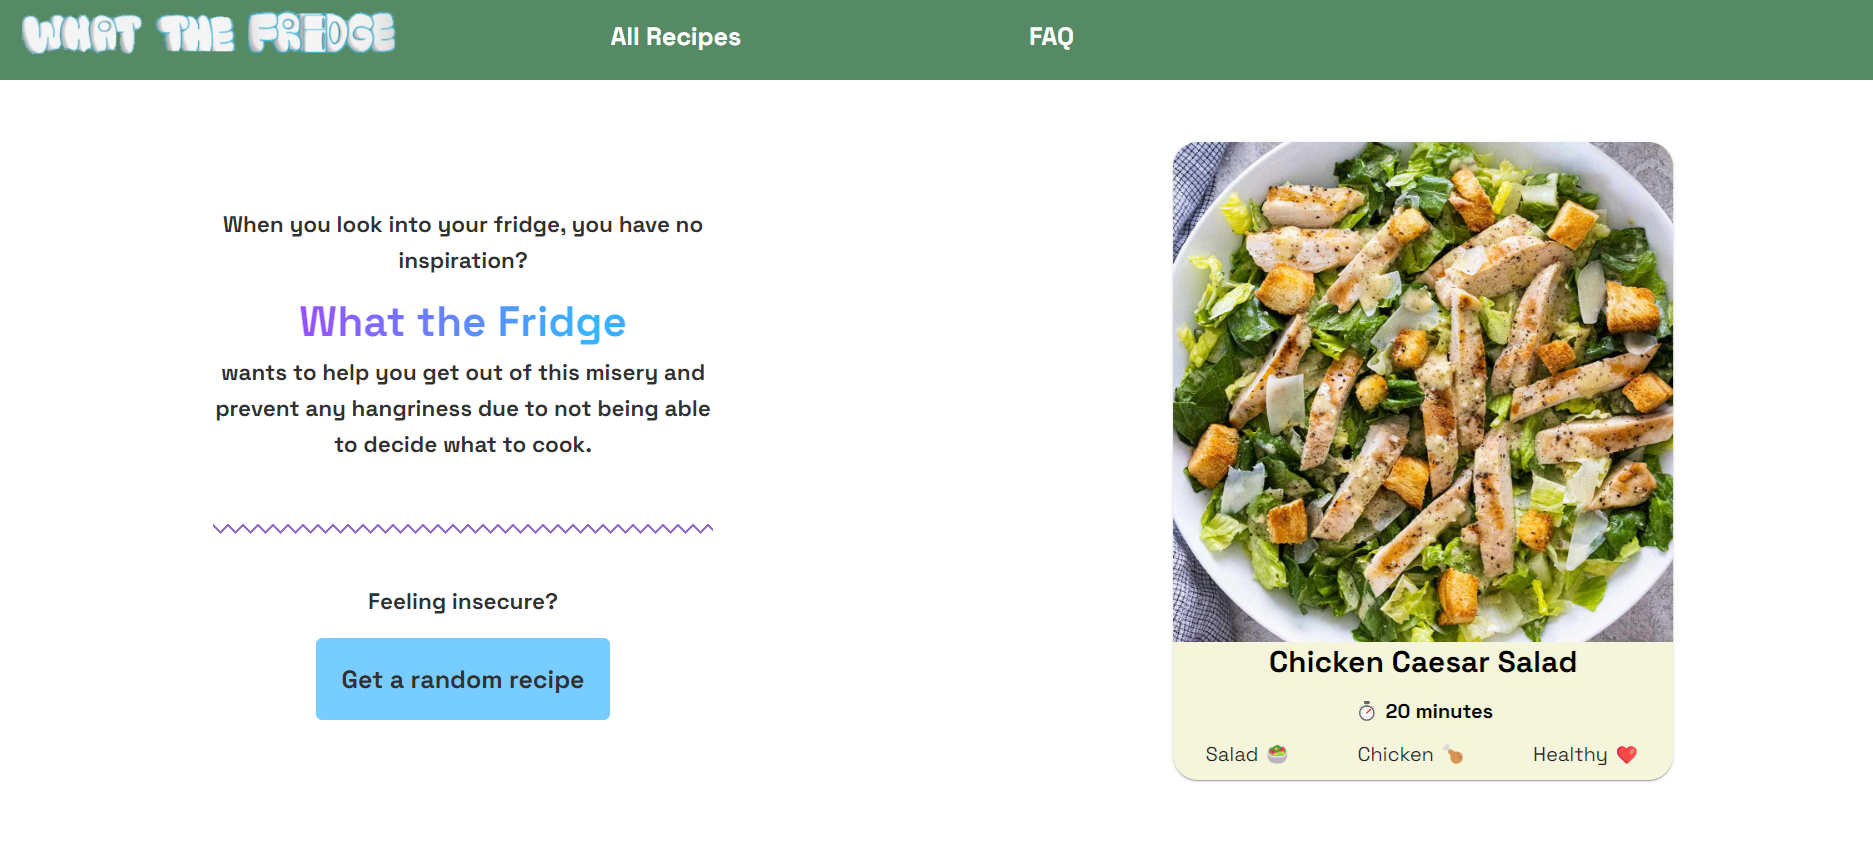 WHAT THE FRIDGE
All Recipes
FAQ
When you look into your fridge, you have no
inspiration?
What the Fridge
wants to help you get out of this misery and
prevent any hangriness due to not being able
to decide what to cook.
Feeling insecure?
Get a random recipe
Chicken Caesar Salad
⏱ 20 minutes
Salad 🥗
Chicken 🍗
Healthy ❤️